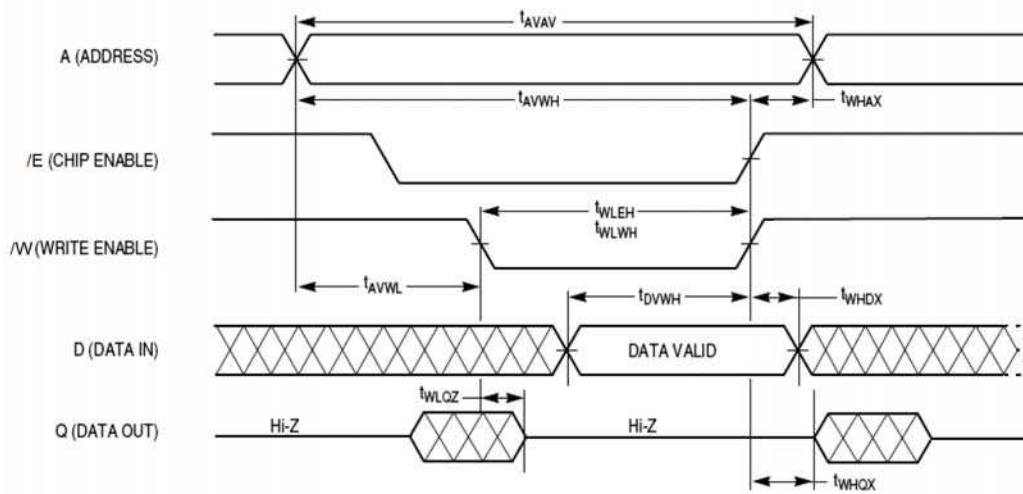 tAVAV
A (ADDRESS)
tAVWH
tWHAX
/E (CHIP ENABLE)
tWLEH
tWLWH
/W (WRITE ENABLE)
tAVWL
tDVWH
tWHDX
D (DATA IN)
DATA VALID
tWLQZ
Q (DATA OUT)
Hi-Z
Hi-Z
tWHQX